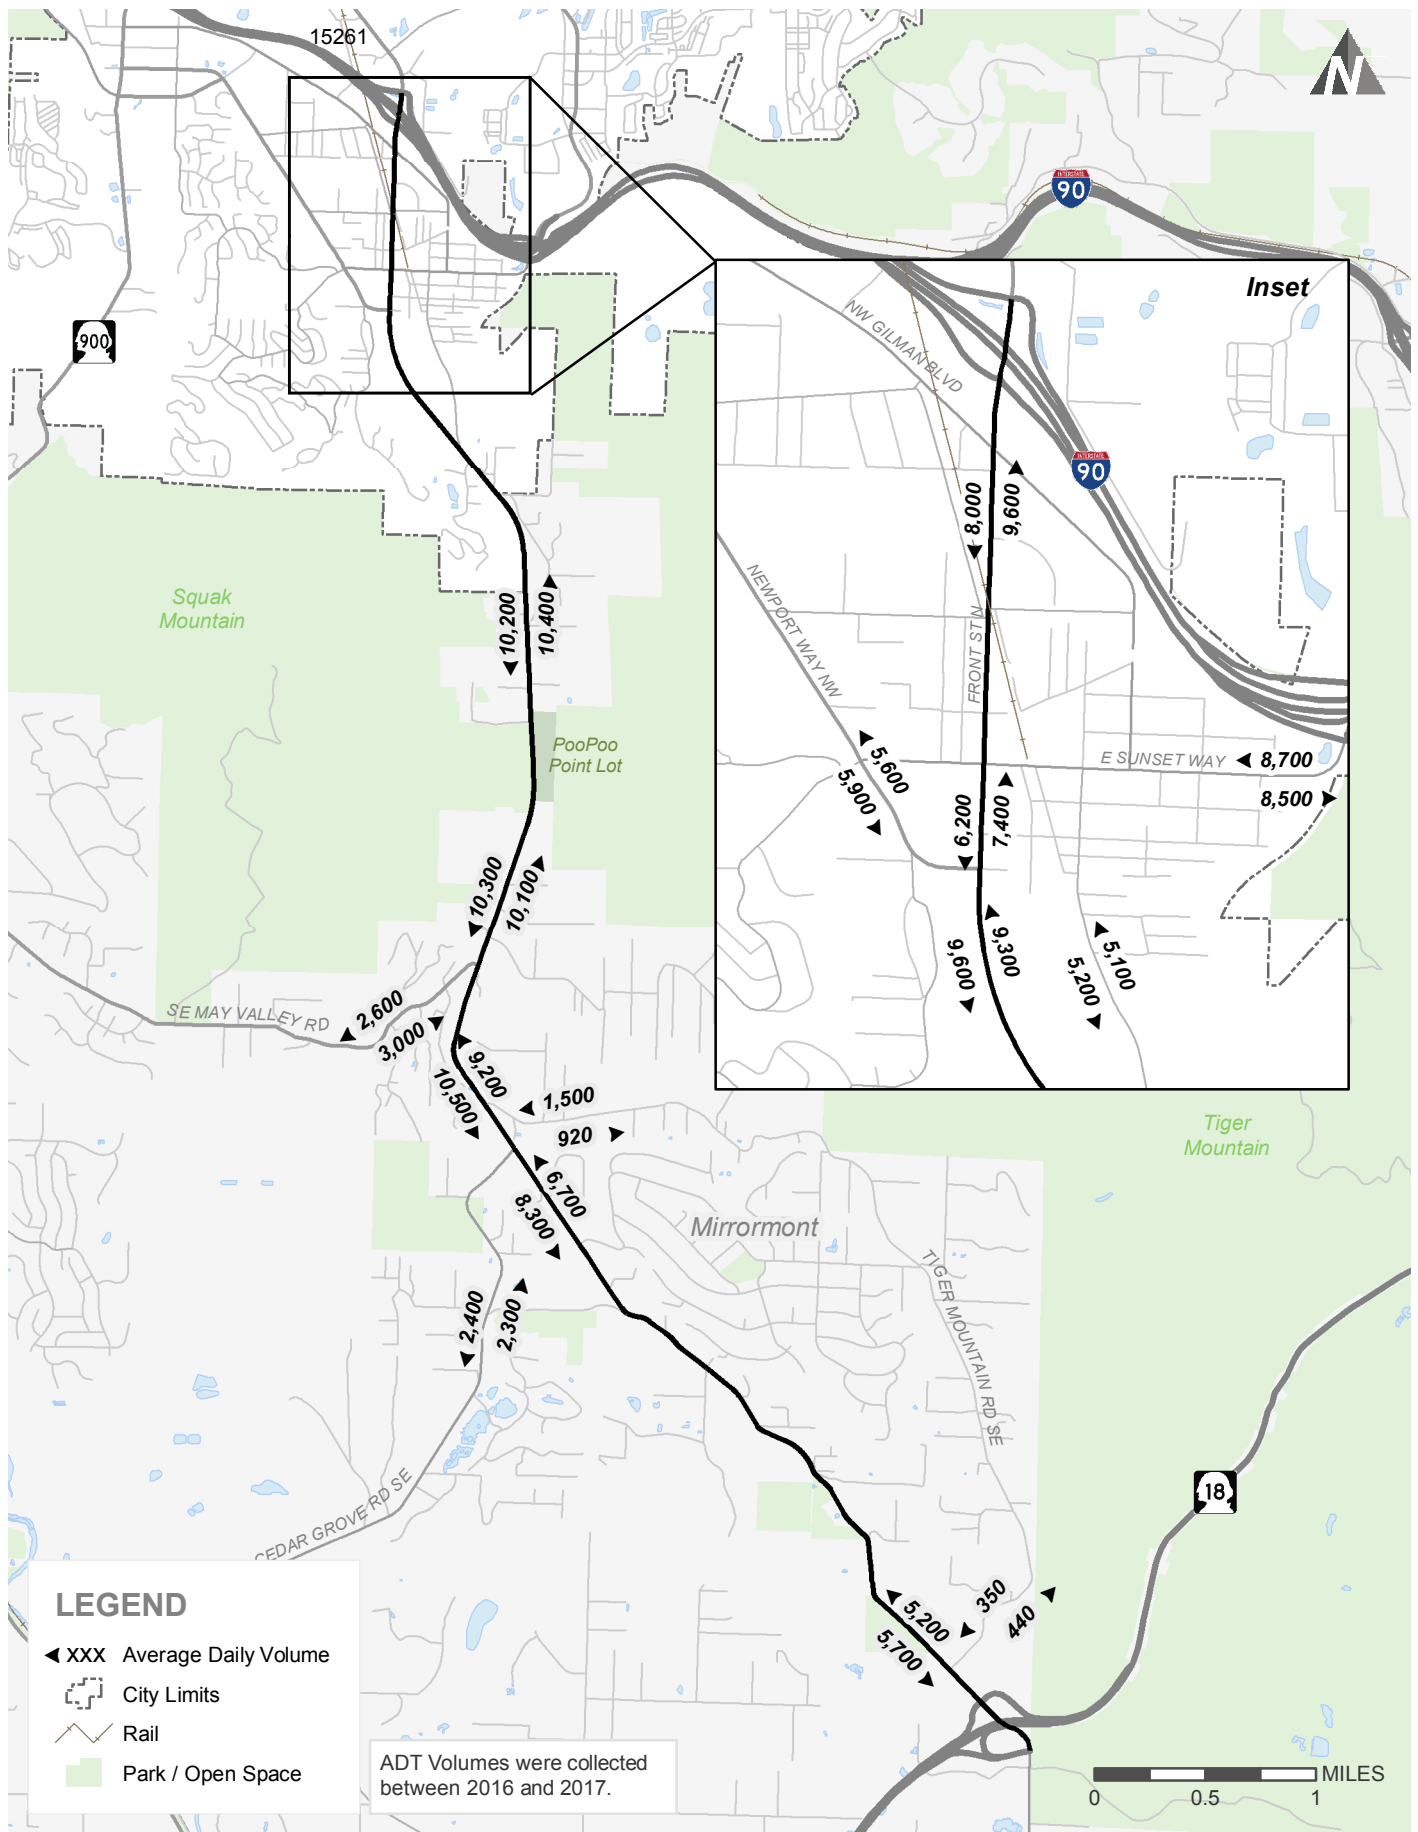 15261
N
INTERSTATE
90
Inset
900
NW GILMAN BLVD
INTERSTATE
90
8,000
9,600
NEWPORT WAY NW
FRONT ST N
Squak
Mountain
10,200
10,400
PooPoo
Point Lot
5,600
5,900
E SUNSET WAY
8,700
8,500
6,200
7,400
10,300
10,100
9,300
9,600
5,100
5,200
SE MAY VALLEY RD
2,600
3,000
9,200
10,500
1,500
920
Tiger
Mountain
6,700
8,300
Mirrormont
TIGER MOUNTAIN RD SE
2,400
2,300
CEDAR GROVE RD SE
18
350
440
5,200
5,700
LEGEND
XXX Average Daily Volume
City Limits
Rail
Park / Open Space
ADT Volumes were collected
between 2016 and 2017.
MILES
0 0.5 1